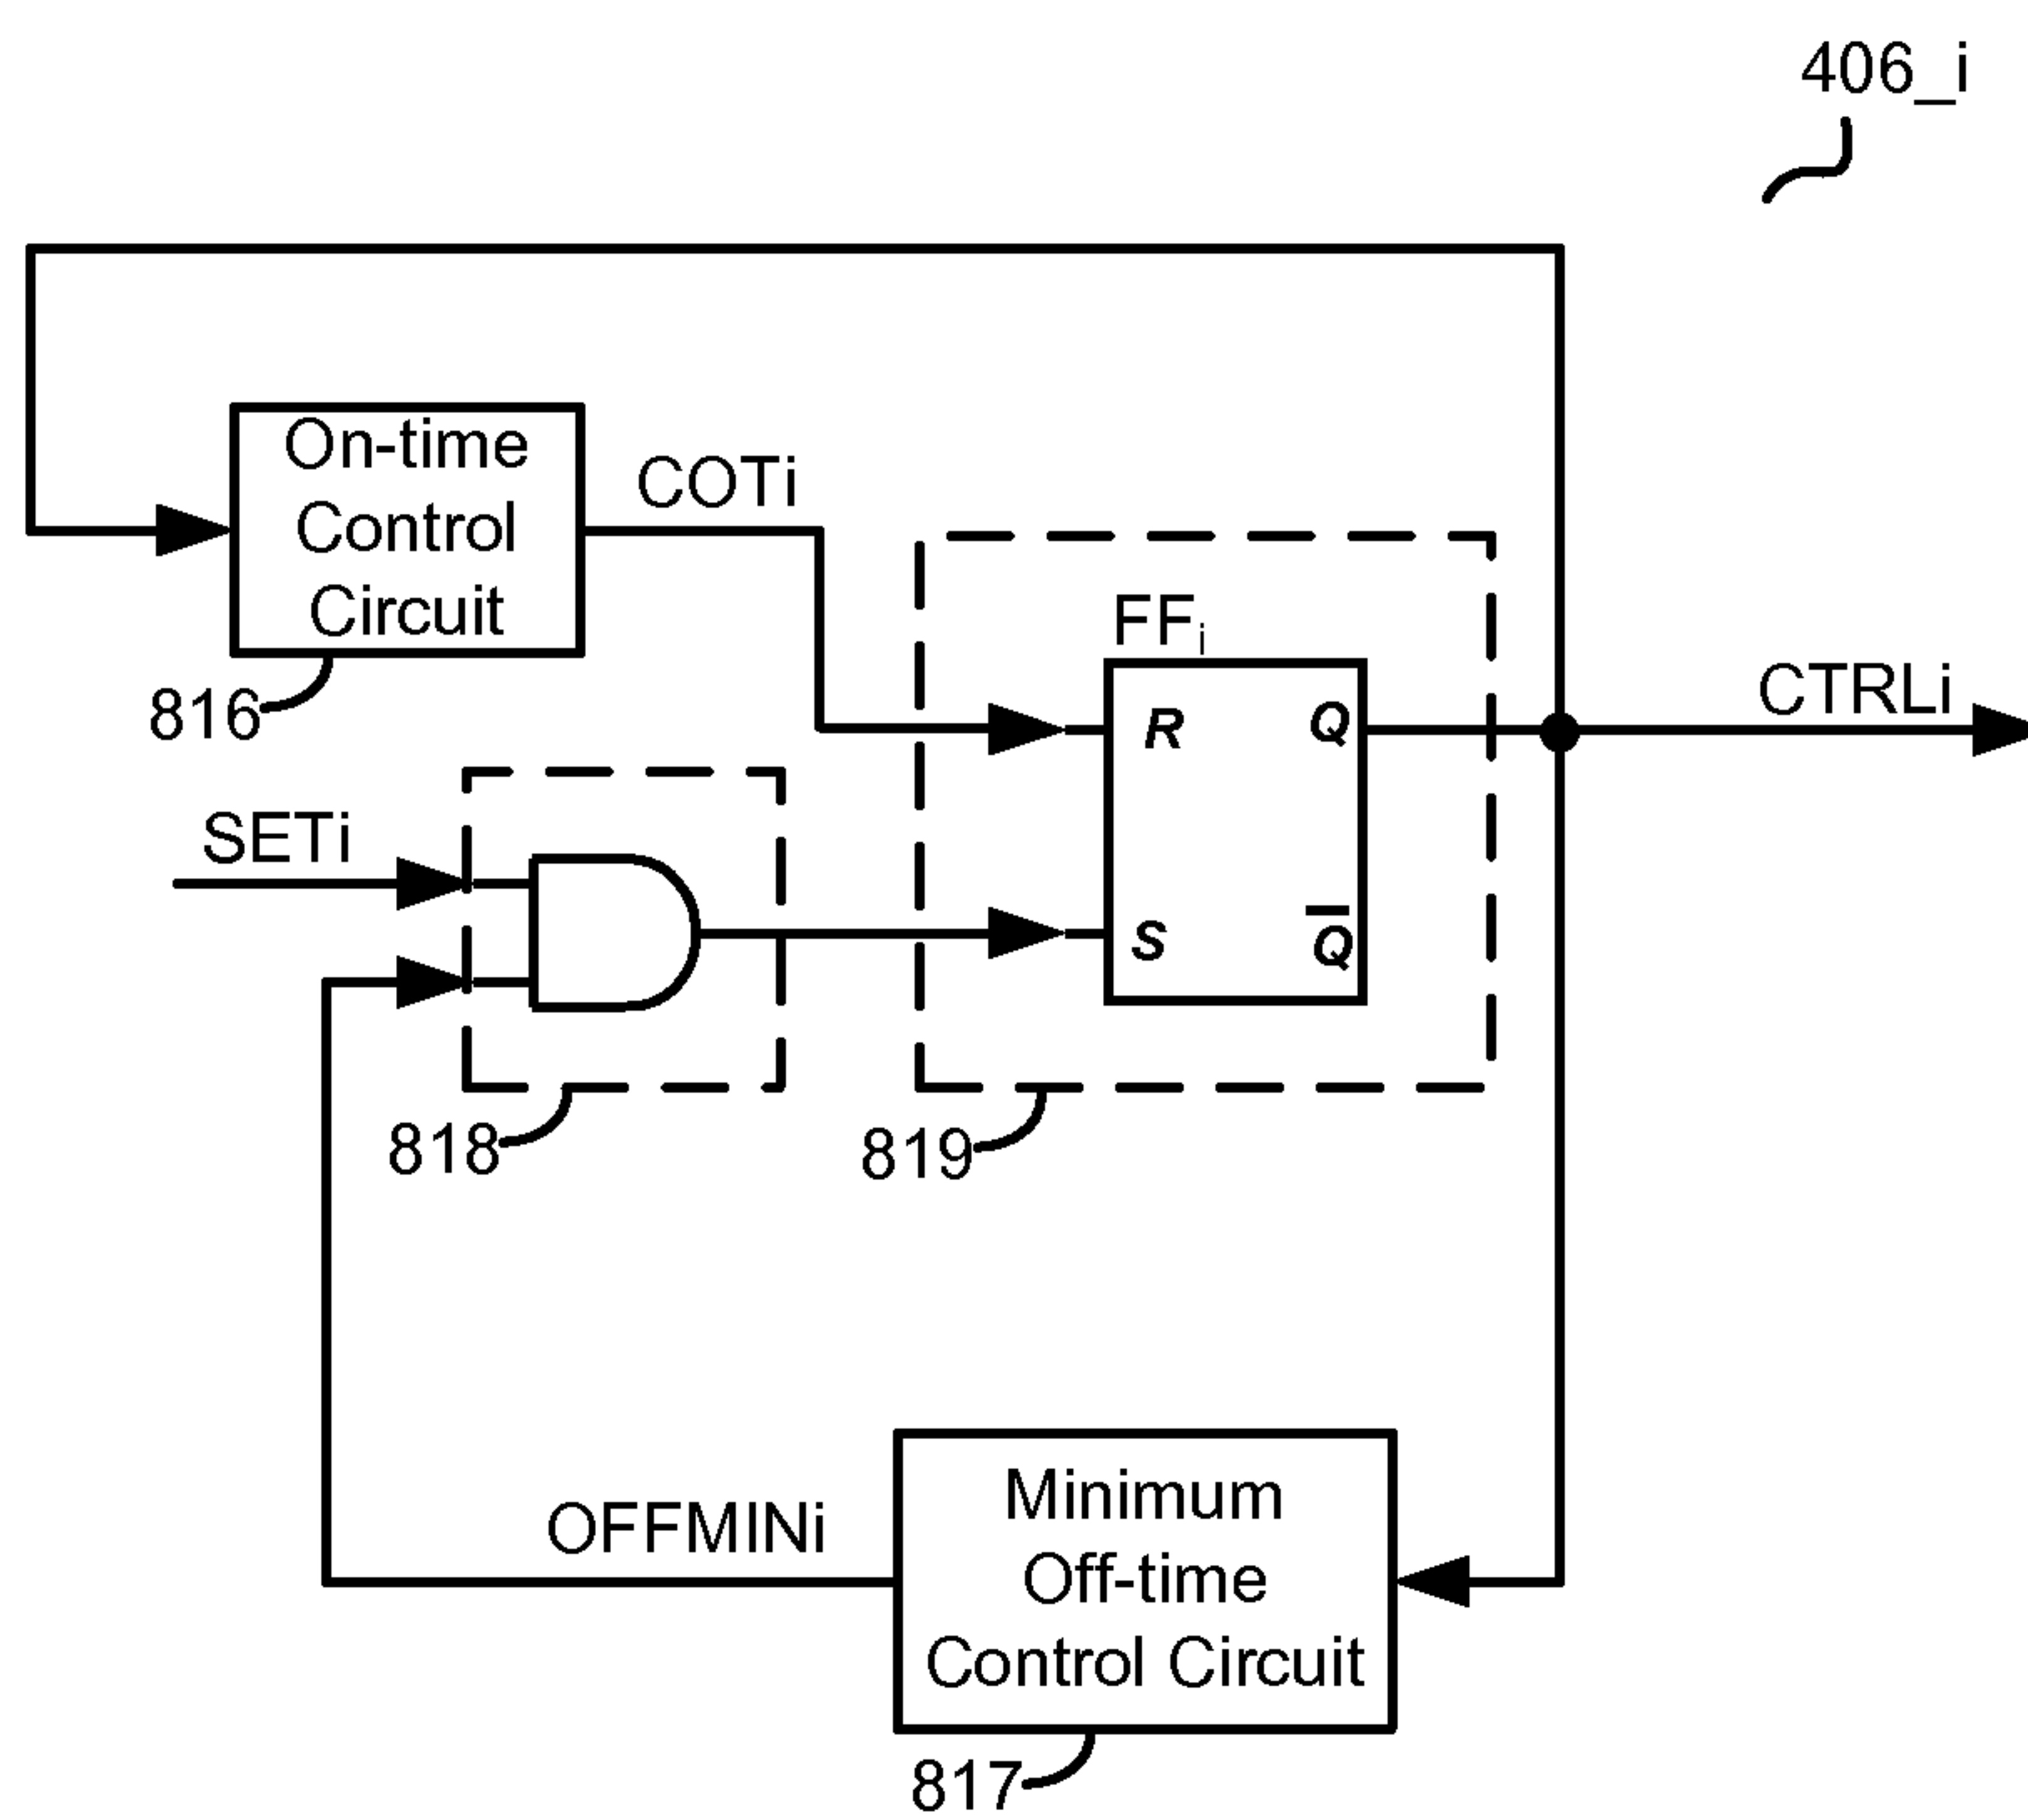 406_i
On-time
Control
Circuit
COTi
816
FFi
R
Q
CTRLi
SETi
S
Q
818
819
OFFMINi
Minimum
Off-time
Control Circuit
817